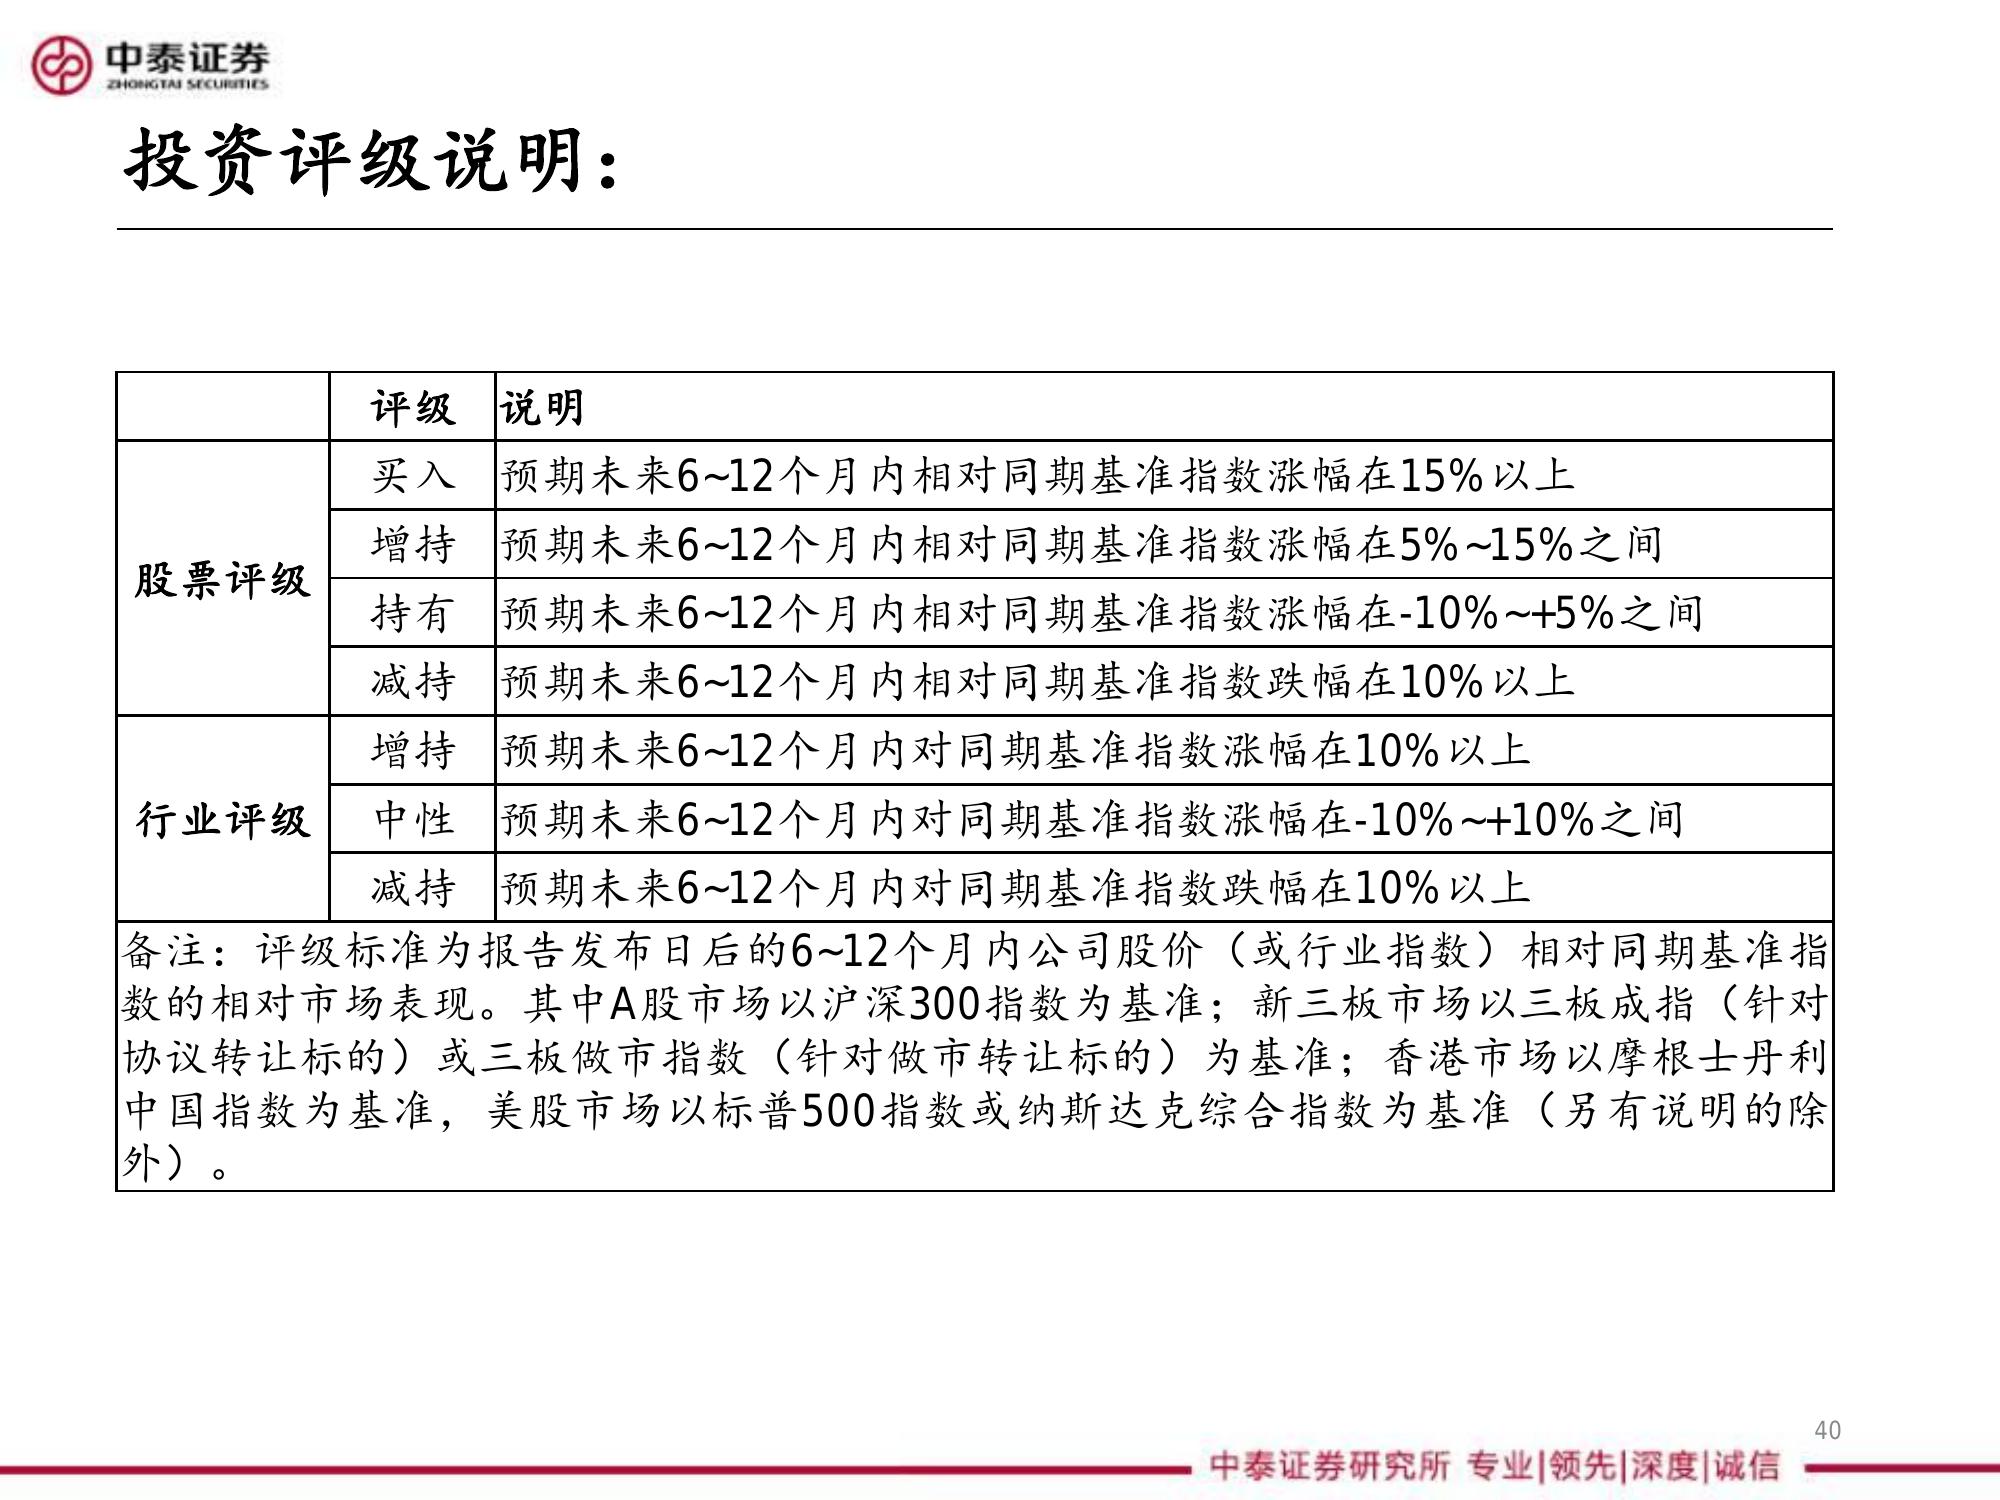 中泰证券
ZHONGTAI SECURITIES
投资评级说明：
评级 说明
股票评级
买入 预期未来6~12个月内相对同期基准指数涨幅在15%以上
增持 预期未来6~12个月内相对同期基准指数涨幅在5%~15%之间
持有 预期未来6~12个月内相对同期基准指数涨幅在-10%~+5%之间
减持 预期未来6~12个月内相对同期基准指数跌幅在10%以上
行业评级
增持 预期未来6~12个月内对同期基准指数涨幅在10%以上
中性 预期未来6~12个月内对同期基准指数涨幅在-10%~+10%之间
减持 预期未来6~12个月内对同期基准指数跌幅在10%以上
备注：评级标准为报告发布日后的6~12个月内公司股价（或行业指数）相对同期基准指
数的相对市场表现。其中A股市场以沪深300指数为基准；新三板市场以三板成指（针对
协议转让标的）或三板做市指数（针对做市转让标的）为基准；香港市场以摩根士丹利
中国指数为基准，美股市场以标普500指数或纳斯达克综合指数为基准（另有说明的除
外）。
40
中泰证券研究所 专业|领先|深度|诚信